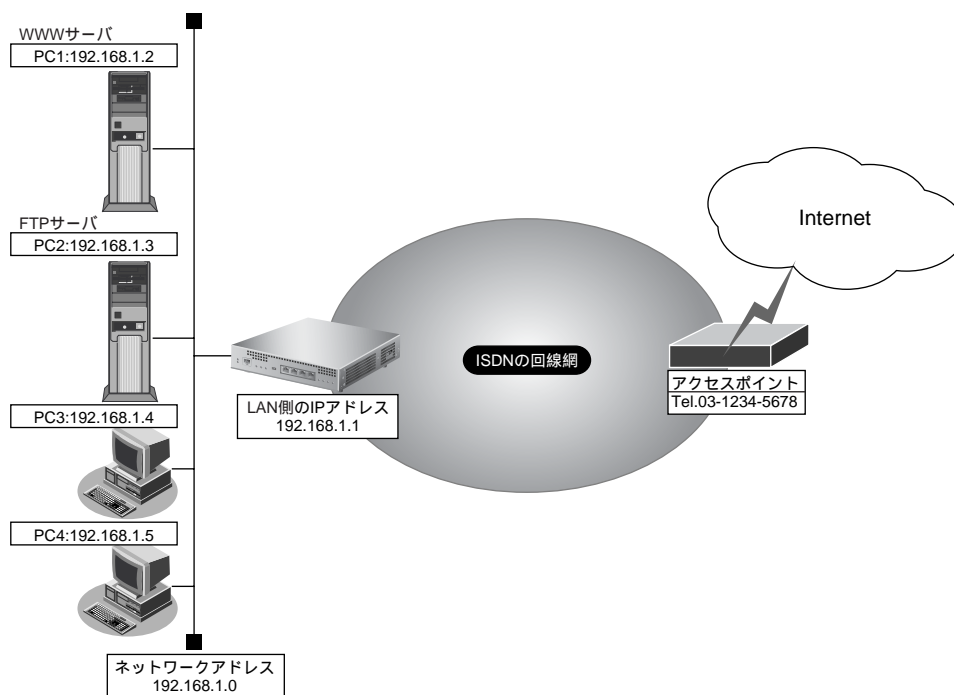 WWWサーバ
PC1:192.168.1.2
FTPサーバ
PC2:192.168.1.3
PC3:192.168.1.4
PC4:192.168.1.5
ネットワークアドレス
192.168.1.0
LAN側のIPアドレス
192.168.1.1
ISDNの回線網
アクセスポイント
Tel.03-1234-5678
Internet